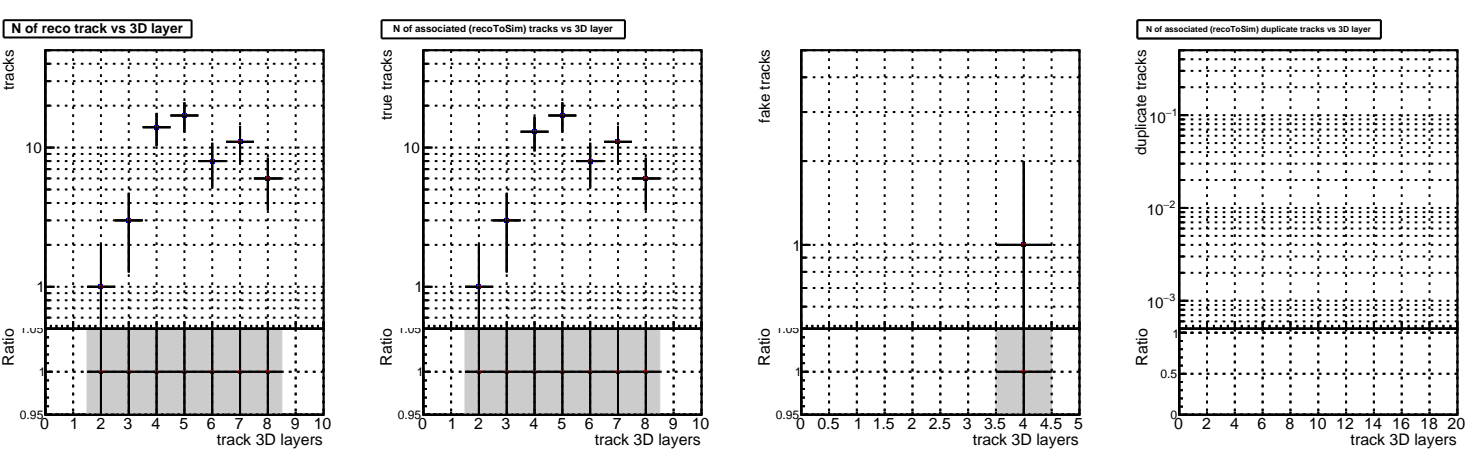 N of reco track vs 3D layer
tracks
10
1
Ratio
1.05
1
0.95
0 1 2 3 4 5 6 7 8 9 10
track 3D layers
N of associated (recoToSim) tracks vs 3D layer
true tracks
10
1
Ratio
1.05
1
0.95
0 1 2 3 4 5 6 7 8 9 10
track 3D layers
fake tracks
1
Ratio
1.05
1
0.95
0 0.5 1 1.5 2 2.5 3 3.5 4 4.5 5
track 3D layers
N of associated (recoToSim) duplicate tracks vs 3D layer
duplicate tracks
10⁻¹
10⁻²
10⁻³
Ratio
1
0.5
0
0 2 4 6 8 10 12 14 16 18 20
track 3D layers